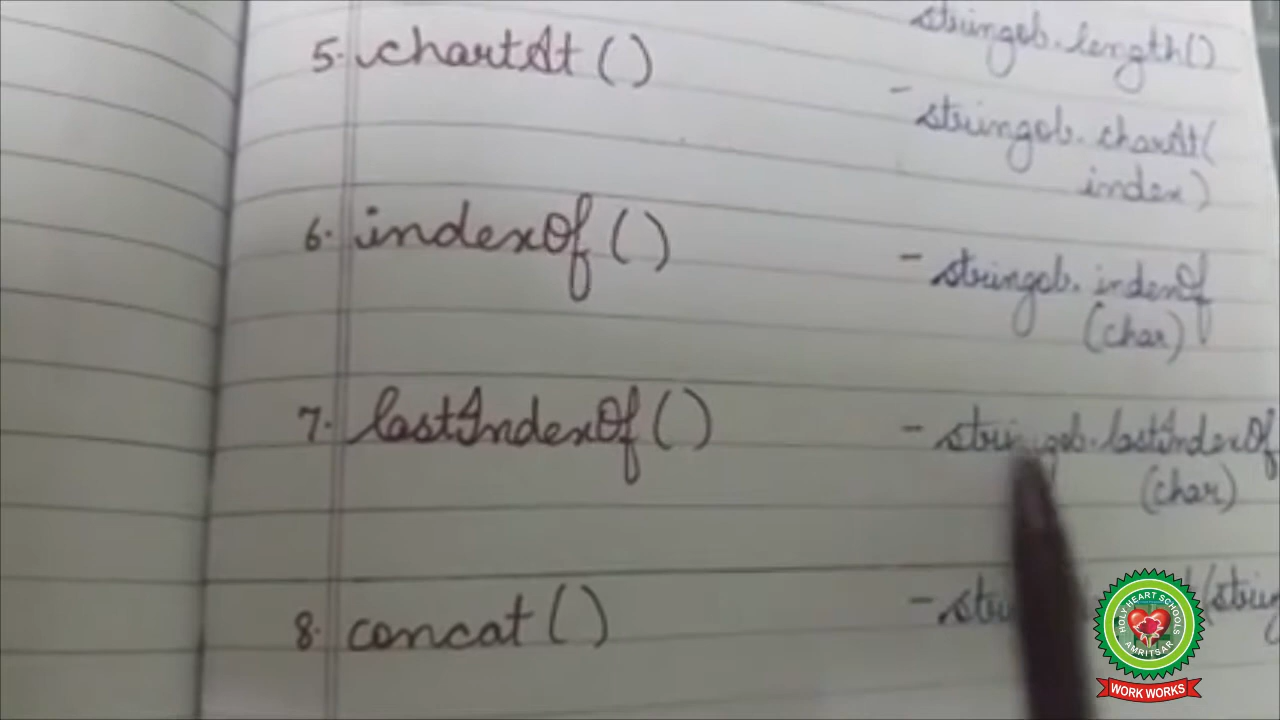 stringob.length()
5. chartAt ()
- stringob. charAt(
index)
6. indexOf ()
- stringob. indexOf
(char)
7. lastIndexOf ()
- stringob. lastIndexOf
(char)
8. concat ()
HOLY HEART SCHOOLS
AMRITSAR
WORK WORKS